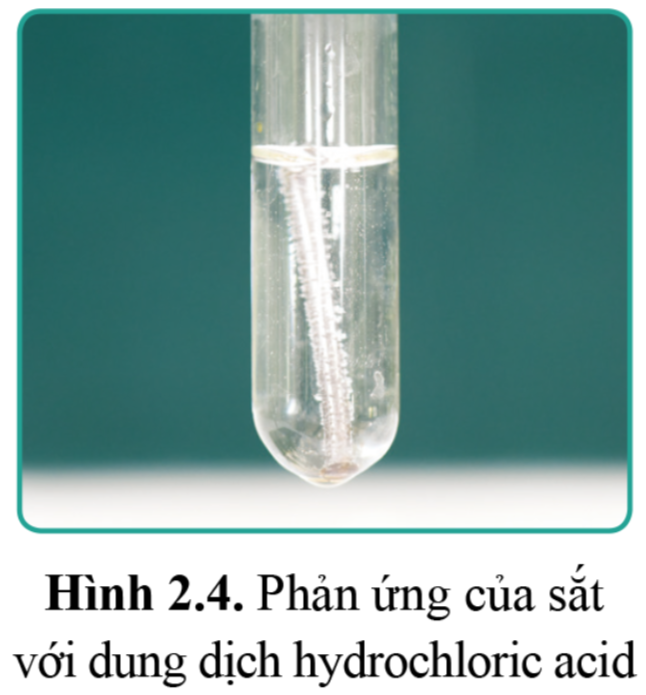 Hình 2.4. Phản ứng của sắt
với dung dịch hydrochloric acid